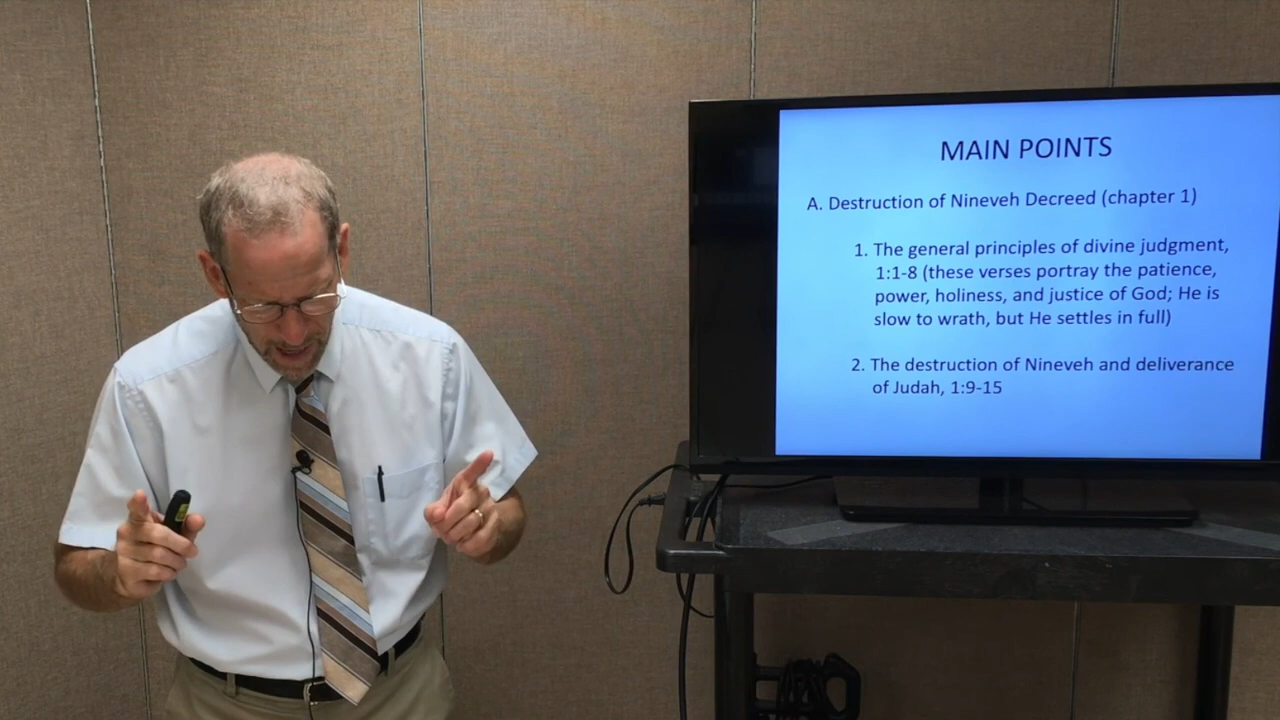 MAIN POINTS
A. Destruction of Nineveh Decreed (chapter 1)
1. The general principles of divine judgment,
1:1-8 (these verses portray the patience,
power, holiness, and justice of God; He is
slow to wrath, but He settles in full)
2. The destruction of Nineveh and deliverance
of Judah, 1:9-15